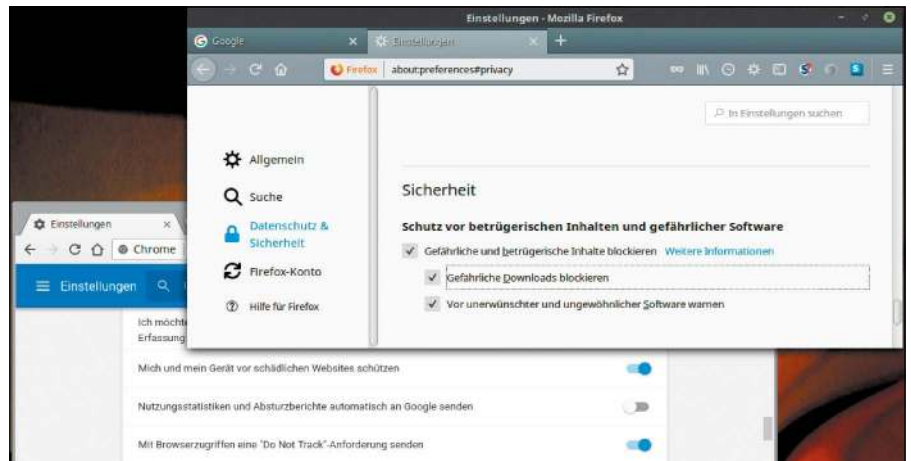 Einstellungen - Mozilla Firefox
Google
Einstellungen
Firefox about:preferences#privacy
In Einstellungen suchen
Allgemein
Suche
Datenschutz &
Sicherheit
Firefox-Konto
Hilfe für Firefox
Sicherheit
Schutz vor betrügerischen Inhalten und gefährlicher Software
Gefährliche und betrügerische Inhalte blockieren Weitere Informationen
Gefährliche Downloads blockieren
Vor unerwünschter und ungewöhnlicher Software warnen
Einstellungen
Chrome
Einstellungen
Ich möchte
Erfassung
Mich und mein Gerät vor schädlichen Websites schützen
Nutzungsstatistiken und Absturzberichte automatisch an Google senden
Mit Browserzugriffen eine "Do Not Track"-Anforderung senden